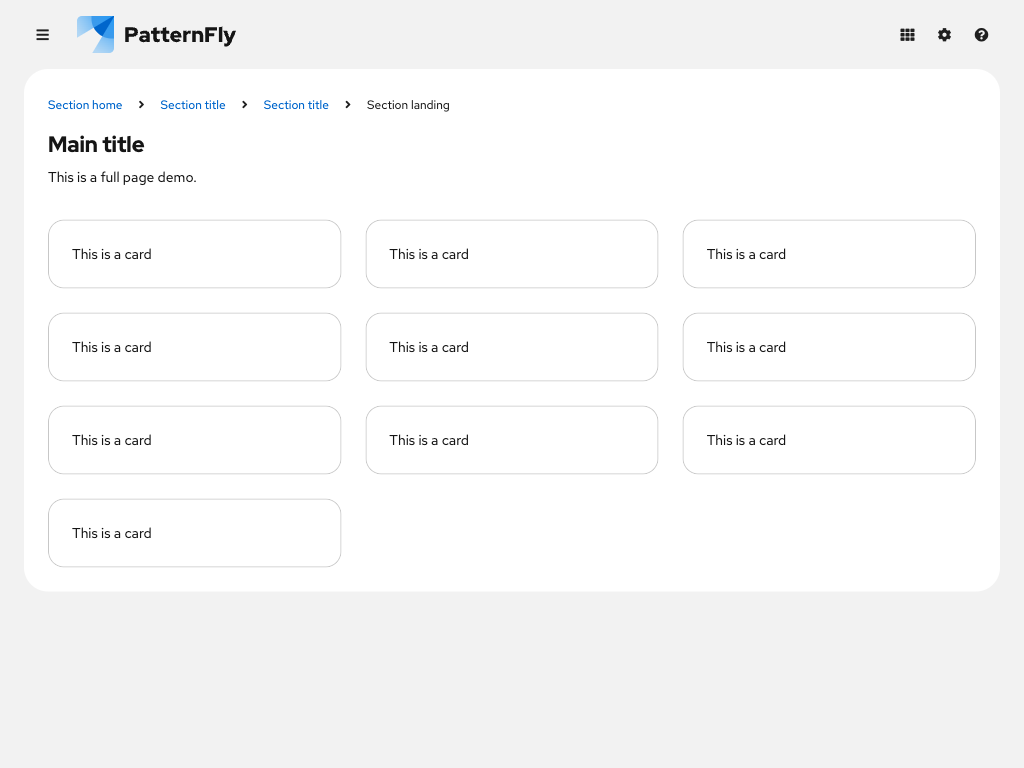 PatternFly
Section home Section title Section title Section landing
Main title
This is a full page demo.
This is a card This is a card This is a card
This is a card This is a card This is a card
This is a card This is a card This is a card
This is a card